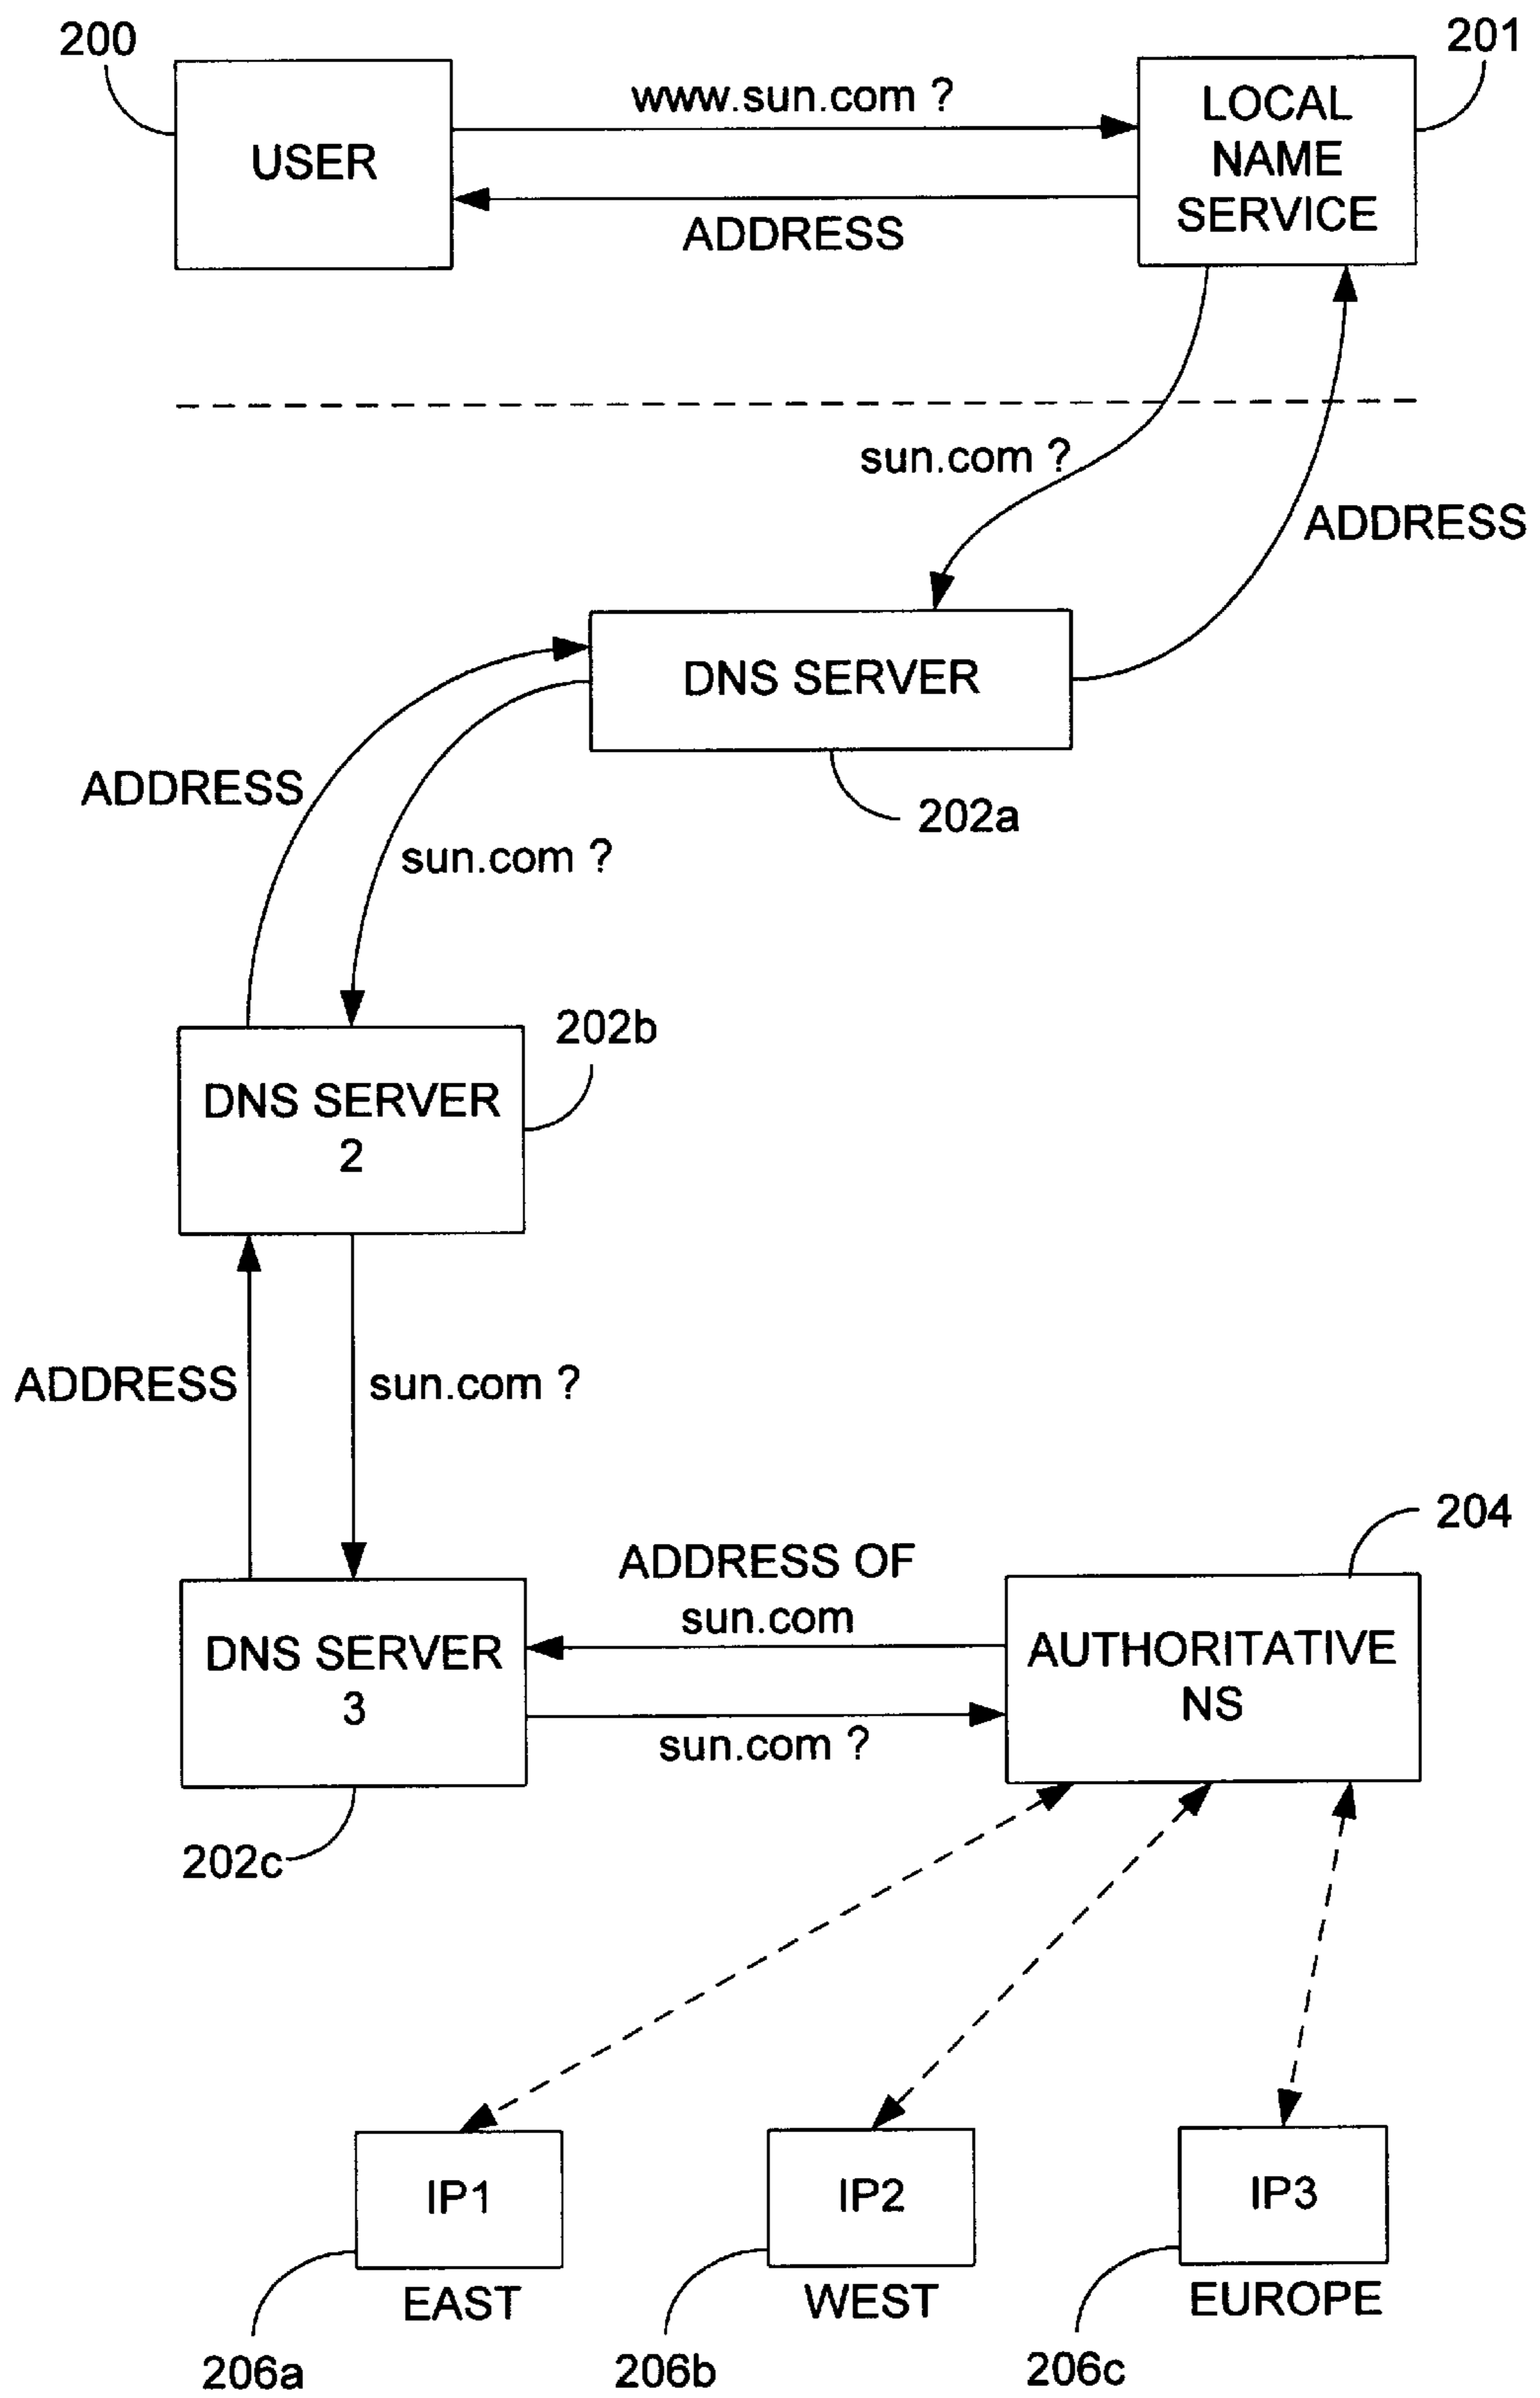 200
201
USER
www.sun.com ?
LOCAL
NAME
SERVICE
ADDRESS
sun.com ?
ADDRESS
DNS SERVER
202a
ADDRESS
sun.com ?
202b
DNS SERVER
2
ADDRESS
sun.com ?
204
ADDRESS OF
sun.com
DNS SERVER
3
AUTHORITATIVE
NS
sun.com ?
202c
IP1
IP2
IP3
EAST
WEST
EUROPE
206a
206b
206c